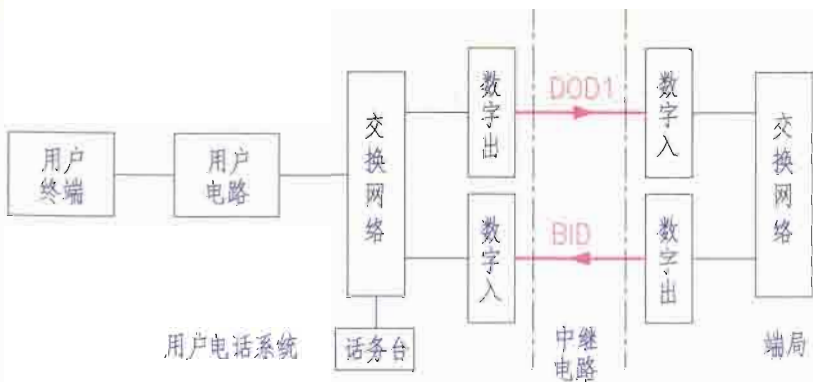 用户
终端
用户
电路
交换网络
数字出
数字入
DOD1
BID
数字入
数字出
交换网络
用户电话系统
话务台
中继
电路
端局